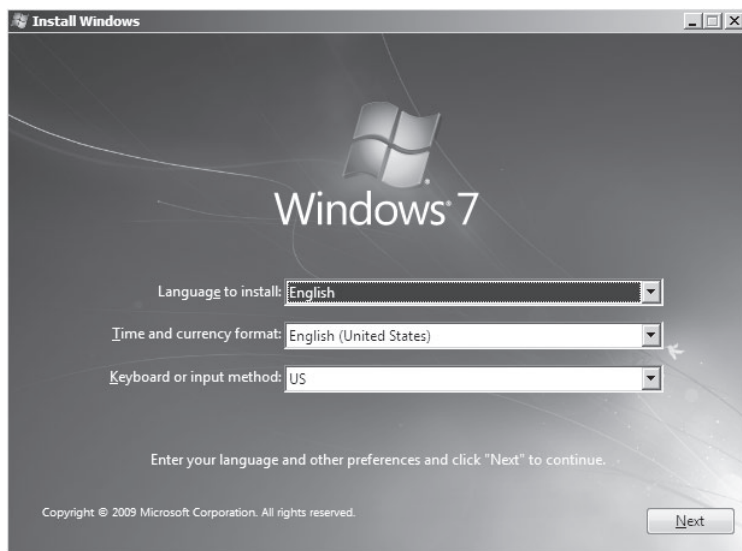 Install Windows
Windows® 7
Language to install: English
Time and currency format: English (United States)
Keyboard or input method: US
Enter your language and other preferences and click "Next" to continue.
Copyright © 2009 Microsoft Corporation. All rights reserved.
Next